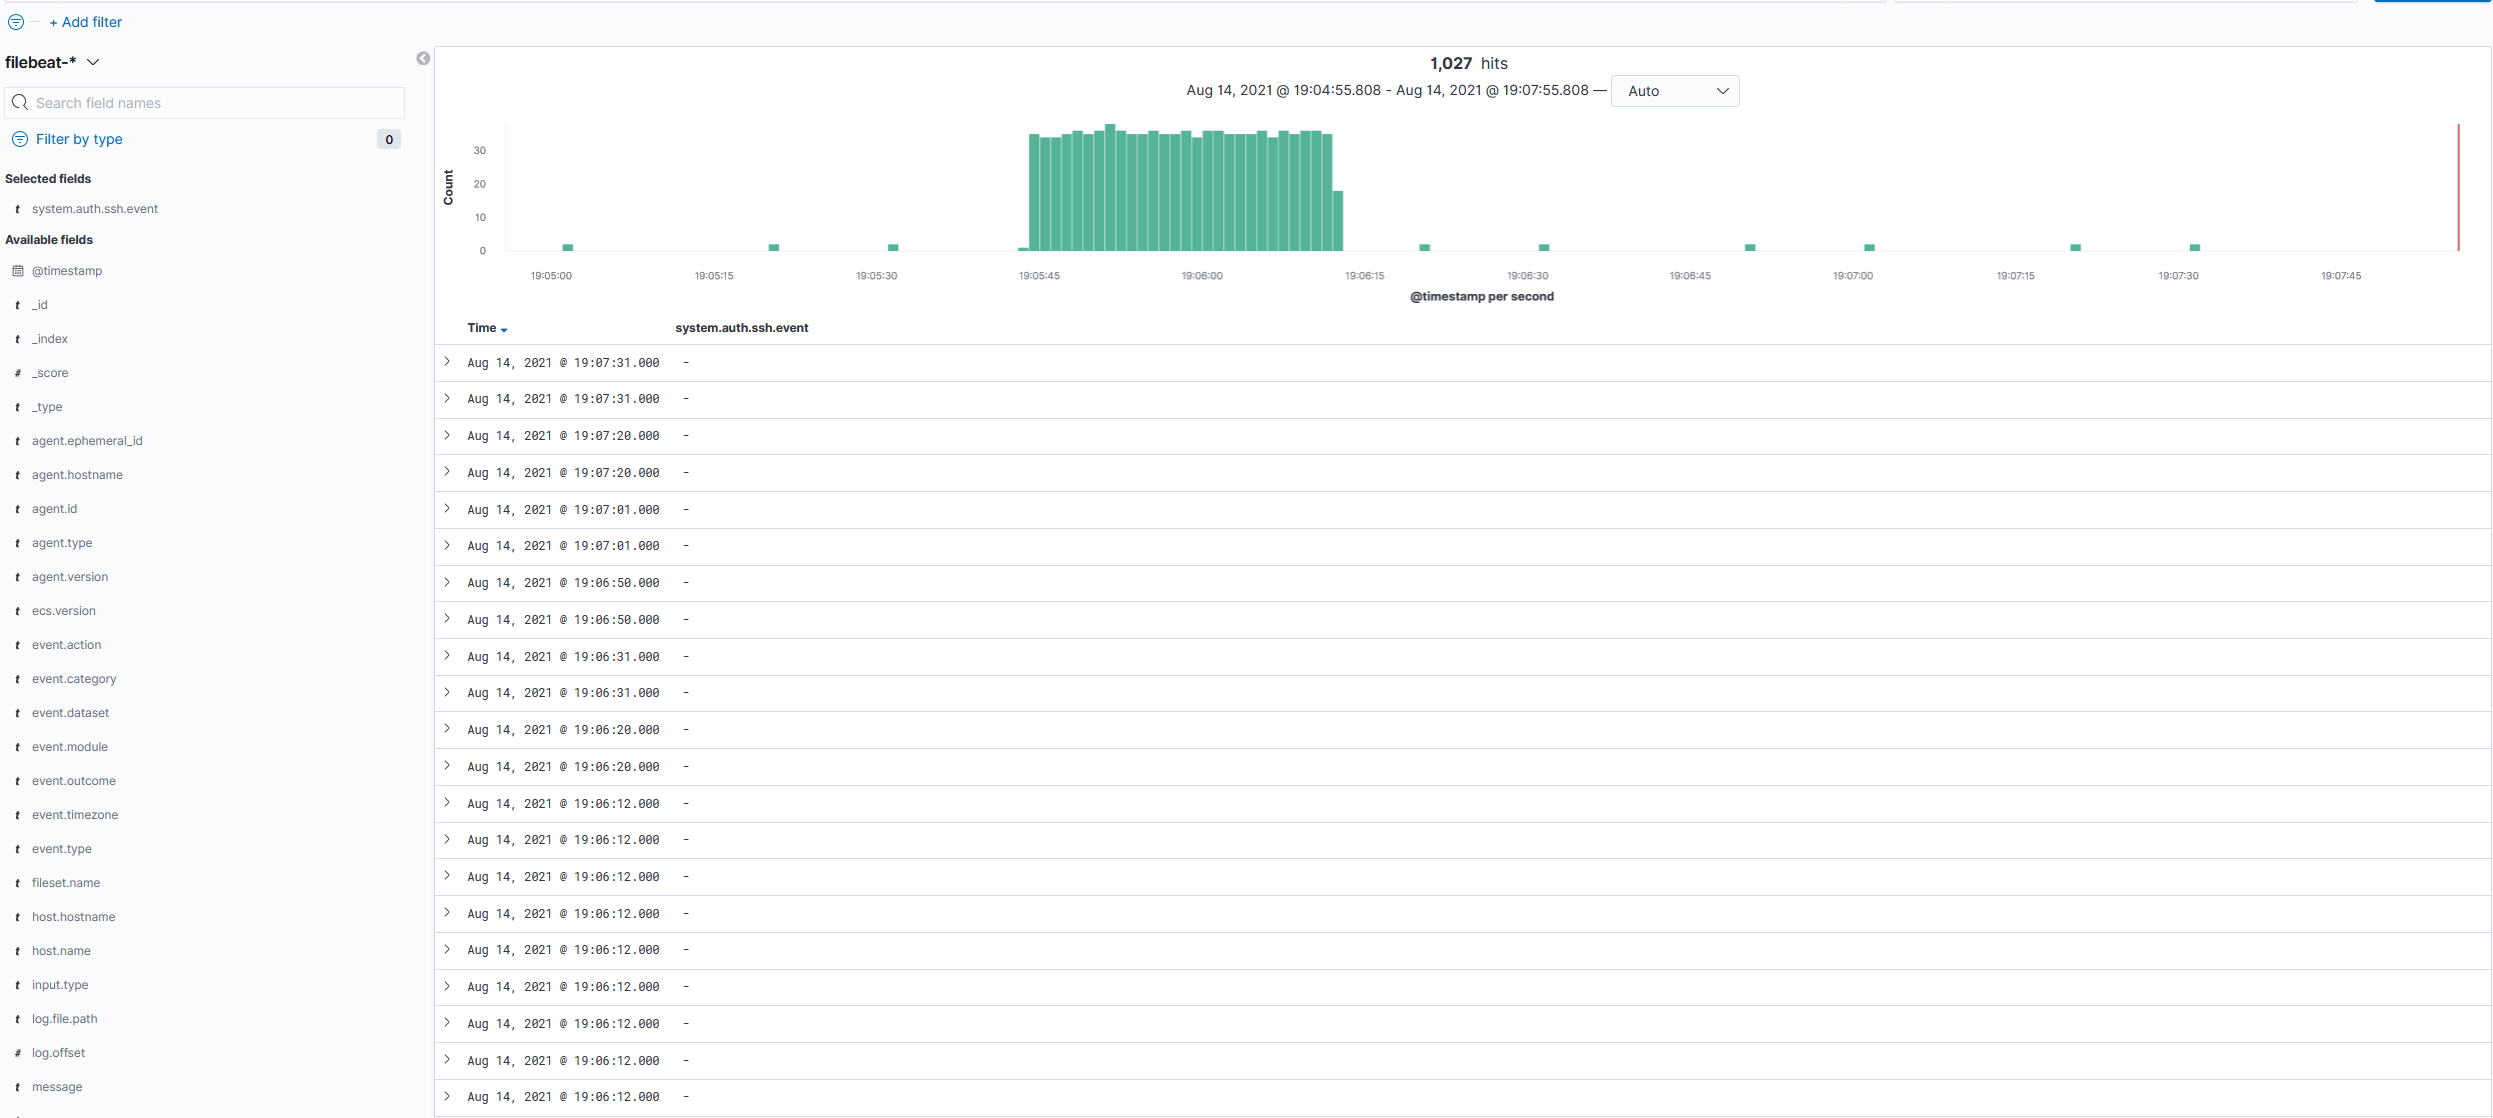 + Add filter
filebeat-*
Search field names
Filter by type 0
Selected fields
t system.auth.ssh.event
Available fields
@timestamp
t _id
t _index
# _score
t _type
t agent.ephemeral_id
t agent.hostname
t agent.id
t agent.type
t agent.version
t ecs.version
t event.action
t event.category
t event.dataset
t event.module
t event.outcome
t event.timezone
t event.type
t fileset.name
t host.hostname
t host.name
t input.type
t log.file.path
# log.offset
t message
1,027 hits
Aug 14, 2021 @ 19:04:55.808 - Aug 14, 2021 @ 19:07:55.808 — Auto
Count
30
20
10
0
19:05:00 19:05:15 19:05:30 19:05:45 19:06:00 19:06:15 19:06:30 19:06:45 19:07:00 19:07:15 19:07:30 19:07:45
@timestamp per second
Time system.auth.ssh.event
Aug 14, 2021 @ 19:07:31.000 -
Aug 14, 2021 @ 19:07:31.000 -
Aug 14, 2021 @ 19:07:20.000 -
Aug 14, 2021 @ 19:07:20.000 -
Aug 14, 2021 @ 19:07:01.000 -
Aug 14, 2021 @ 19:07:01.000 -
Aug 14, 2021 @ 19:06:50.000 -
Aug 14, 2021 @ 19:06:50.000 -
Aug 14, 2021 @ 19:06:31.000 -
Aug 14, 2021 @ 19:06:31.000 -
Aug 14, 2021 @ 19:06:20.000 -
Aug 14, 2021 @ 19:06:20.000 -
Aug 14, 2021 @ 19:06:12.000 -
Aug 14, 2021 @ 19:06:12.000 -
Aug 14, 2021 @ 19:06:12.000 -
Aug 14, 2021 @ 19:06:12.000 -
Aug 14, 2021 @ 19:06:12.000 -
Aug 14, 2021 @ 19:06:12.000 -
Aug 14, 2021 @ 19:06:12.000 -
Aug 14, 2021 @ 19:06:12.000 -
Aug 14, 2021 @ 19:06:12.000 -